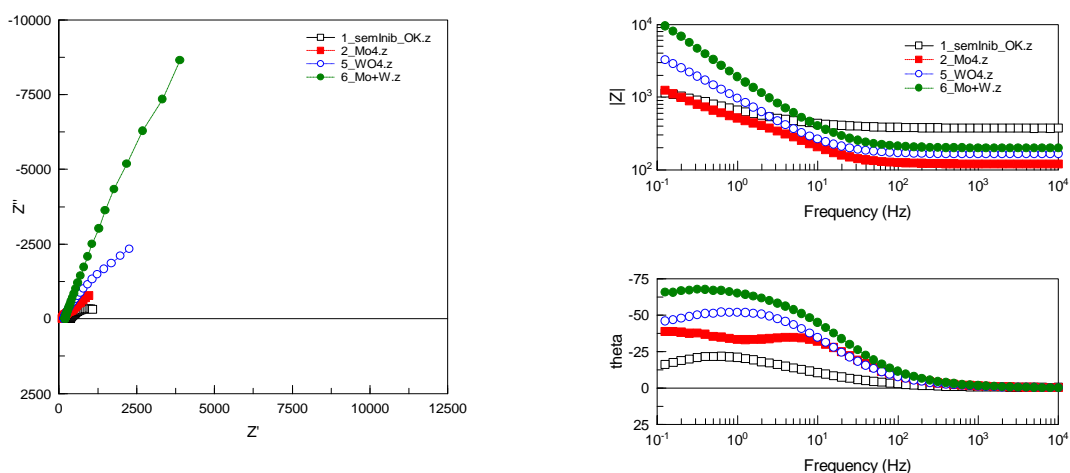 -10000
-7500
-5000
-2500
0
2500
Z''
0 2500 5000 7500 10000 12500
Z'
1_semInib_OK.z
2_Mo4.z
5_WO4.z
6_Mo+W.z
10^4
10^3
10^2
|Z|
10^-1 10^0 10^1 10^2 10^3 10^4
Frequency (Hz)
1_semInib_OK.z
2_Mo4.z
5_WO4.z
6_Mo+W.z
-75
-50
-25
0
25
theta
10^-1 10^0 10^1 10^2 10^3 10^4
Frequency (Hz)